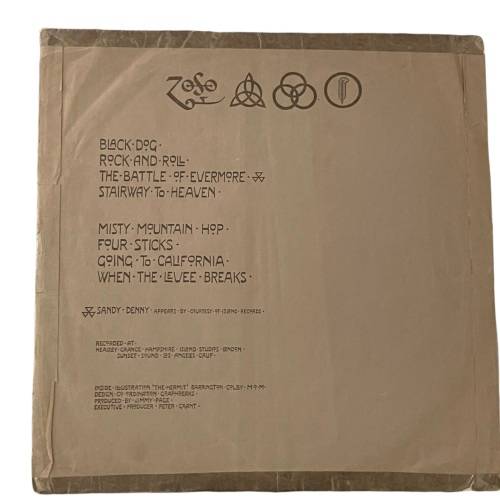 ZOSO
BLACK·DOG·
ROCK·AND·ROLL·
THE·BATTLE·OF·EVERMORE·
STAIRWAY·TO·HEAVEN·
MISTY·MOUNTAIN·HOP·
FOUR·STICKS·
GOING·TO·CALIFORNIA·
WHEN·THE·LEVEE·BREAKS·
SANDY·DENNY·APPEARS·BY·COURTESY·OF·ISLAND·RECORDS·
RECORDED·AT:
HEADLEY·GRANGE·HAMPSHIRE·ISLAND·STUDIOS·LONDON·
SUNSET·SOUND·LOS·ANGELES·CALIF·
INSIDE·ILLUSTRATION·"THE·HERMIT"·BARRINGTON·COLBY·M·O·M·
DESIGN·CO-ORDINATION·GRAPHREAKS·
PRODUCED·BY·JIMMY·PAGE·
EXECUTIVE·PRODUCER·PETER·GRANT·